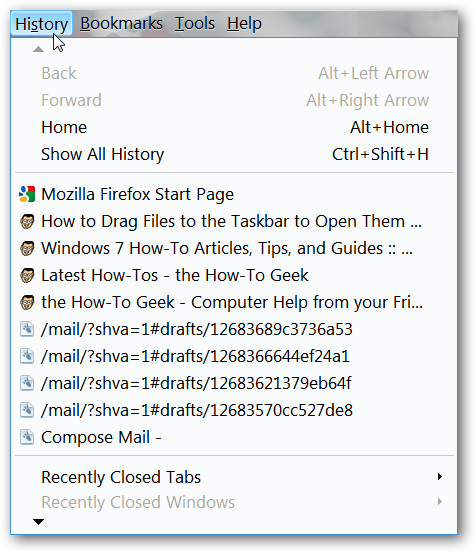 History Bookmarks Tools Help
Back Alt+Left Arrow
Forward Alt+Right Arrow
Home Alt+Home
Show All History Ctrl+Shift+H
Mozilla Firefox Start Page
How to Drag Files to the Taskbar to Open Them ...
Windows 7 How-To Articles, Tips, and Guides :: ...
Latest How-Tos - the How-To Geek
the How-To Geek - Computer Help from your Fri...
/mail/?shva=1#drafts/12683689c3736a53
/mail/?shva=1#drafts/1268366644ef24a1
/mail/?shva=1#drafts/12683621379eb64f
/mail/?shva=1#drafts/12683570cc527de8
Compose Mail -
Recently Closed Tabs
Recently Closed Windows